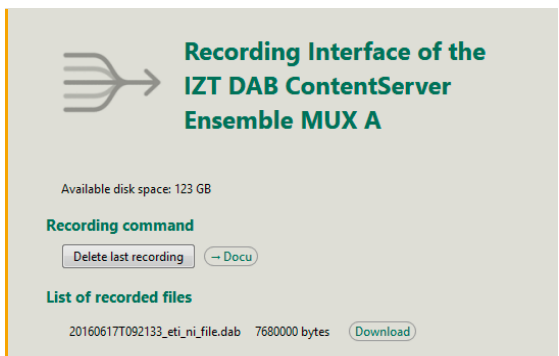 Recording Interface of the
IZT DAB ContentServer
Ensemble MUX A
Available disk space: 123 GB
Recording command
Delete last recording → Docu
List of recorded files
20160617T092133_eti_ni_file.dab 7680000 bytes Download